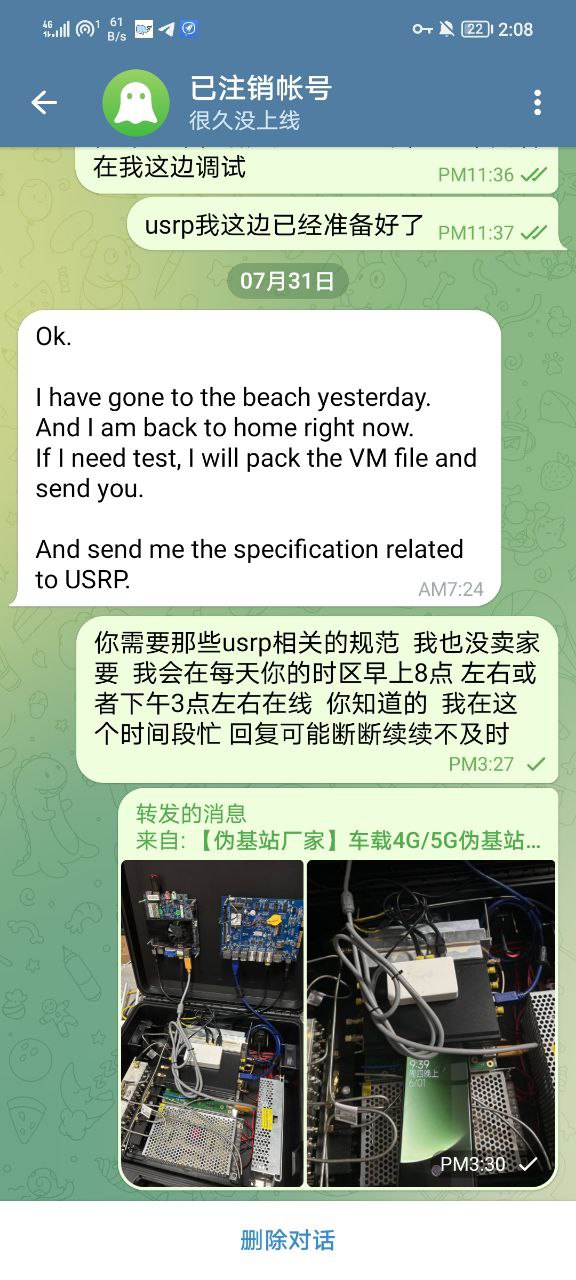 4G
1
61
B/s
22
2:08
已注销帐号
很久没上线
在我这边调试
PM11:36
usrp我这边已经准备好了
PM11:37
07月31日
Ok.
I have gone to the beach yesterday.
And I am back to home right now.
If I need test, I will pack the VM file and
send you.
And send me the specification related
to USRP.
AM7:24
你需要那些usrp相关的规范 我也没卖家
要 我会在每天你的时区早上8点 左右或
者下午3点左右在线 你知道的 我在这
个时间段忙 回复可能断断续续不及时
PM3:27
转发的消息
来自: 【伪基站厂家】车载4G/5G伪基站...
9:39
周四晚上
6/01
PM3:30
删除对话